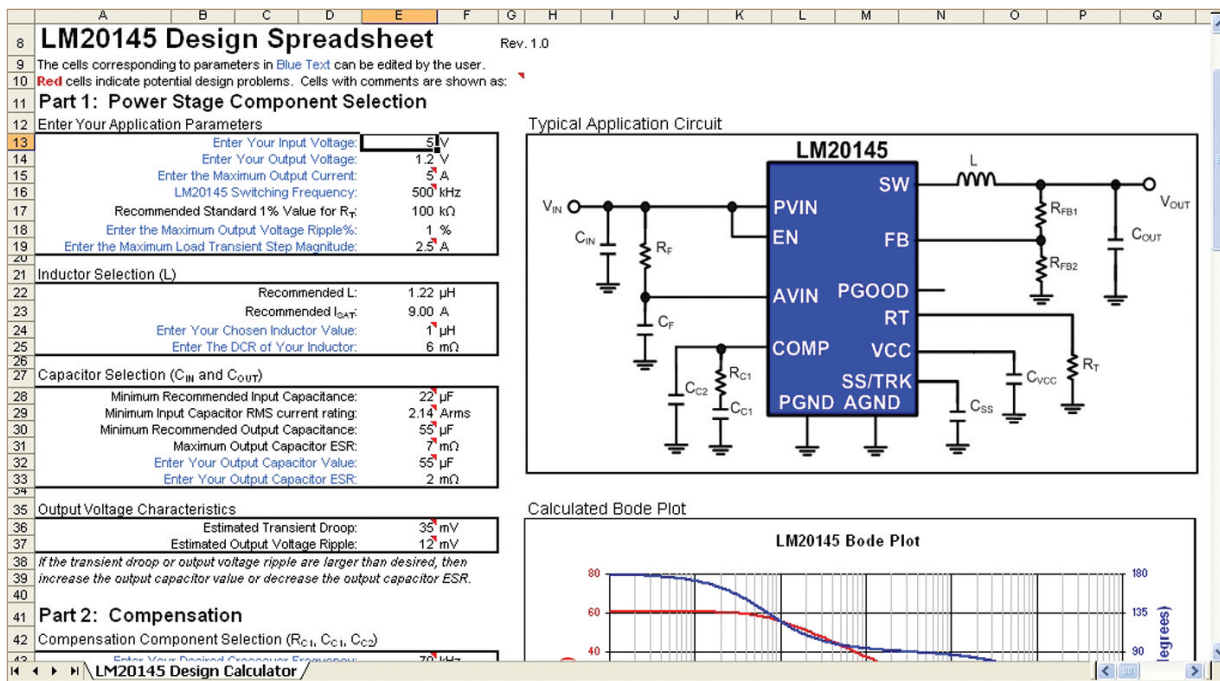 A B C D E F G H I J K L M N O P Q
8 LM20145 Design Spreadsheet Rev. 1.0
9 The cells corresponding to parameters in Blue Text can be edited by the user.
10 Red cells indicate potential design problems. Cells with comments are shown as:
11 Part 1: Power Stage Component Selection
12 Enter Your Application Parameters
13 Enter Your Input Voltage: 5 V
14 Enter Your Output Voltage: 1.2 V
15 Enter the Maximum Output Current: 5 A
16 LM20145 Switching Frequency: 500 kHz
17 Recommended Standard 1% Value for RT: 100 kΩ
18 Enter the Maximum Output Voltage Ripple%: 1 %
19 Enter the Maximum Load Transient Step Magnitude: 2.5 A
20
21 Inductor Selection (L)
22 Recommended L: 1.22 µH
23 Recommended ISAT: 9.00 A
24 Enter Your Chosen Inductor Value: 1 µH
25 Enter The DCR of Your Inductor: 6 mΩ
26
27 Capacitor Selection (CIN and COUT)
28 Minimum Recommended Input Capacitance: 22 µF
29 Minimum Input Capacitor RMS current rating: 2.14 Arms
30 Minimum Recommended Output Capacitance: 55 µF
31 Maximum Output Capacitor ESR: 7 mΩ
32 Enter Your Output Capacitor Value: 55 µF
33 Enter Your Output Capacitor ESR: 2 mΩ
34
35 Output Voltage Characteristics
36 Estimated Transient Droop: 35 mV
37 Estimated Output Voltage Ripple: 12 mV
38 If the transient droop or output voltage ripple are larger than desired, then
39 increase the output capacitor value or decrease the output capacitor ESR.
40
41 Part 2: Compensation
42 Compensation Component Selection (RC1, CC1, CC2)
43 Enter Your Desired Crossover Frequency: 70 kHz
Typical Application Circuit
LM20145
L
SW
VIN
PVIN
RFB1
VOUT
CIN
EN
RF
FB
COUT
RFB2
AVIN
PGOOD
CF
RT
COMP
VCC
RT
RC1
SS/TRK
CVCC
CC2
CC1
PGND AGND
CSS
Calculated Bode Plot
LM20145 Bode Plot
80 180
60 135
40 90
degrees)
LM20145 Design Calculator